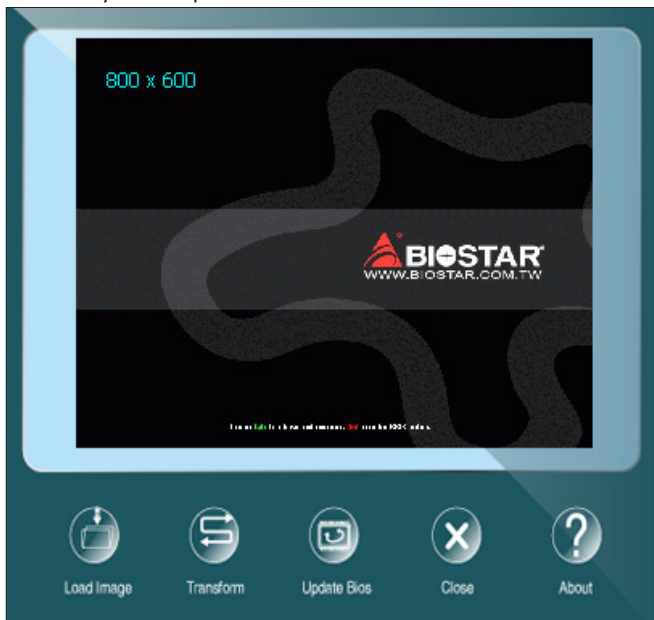 800 x 600
BIOSTAR
WWW.BIOSTAR.COM.TW
Load Image
Transform
Update Bios
Close
About